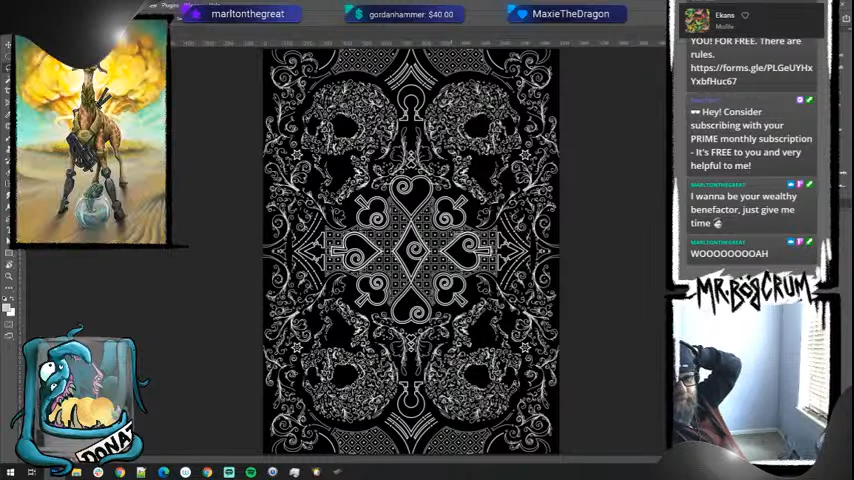 marltonthegreat
gordanhammer: $40.00
MaxieTheDragon
Ekans
YOU! FOR FREE. There are
rules.
https://forms.gle/PLGeUYHx
YxbfHuc67
Hey! Consider
subscribing with your
PRIME monthly subscription
- It's FREE to you and very
helpful to me!
MARLTONTHEGREAT
I wanna be your wealthy
benefactor, just give me
time
MARLTONTHEGREAT
WOOOOOOOOAH
MR.BOGCRUM
DONAT